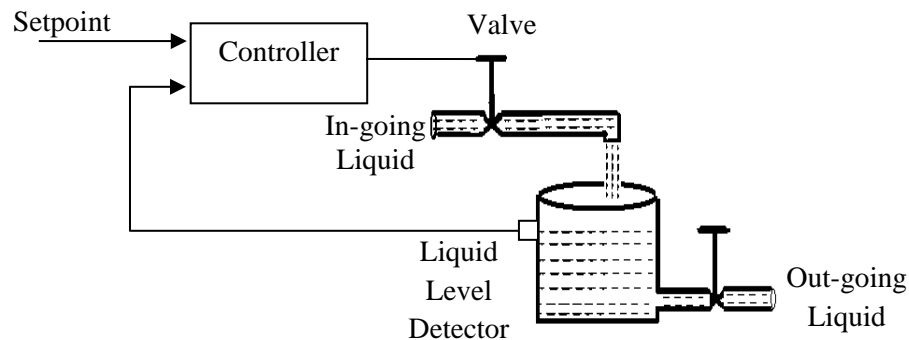 Setpoint
Controller
Valve
In-going
Liquid
Liquid
Level
Detector
Out-going
Liquid